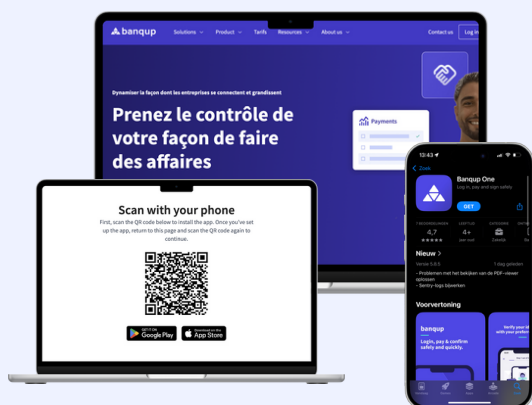 banqup
Solutions
Product
Tarifs
Resources
About us
Contact us
Log in
Dynamiser la façon dont les entreprises se connectent et grandissent
Prenez le contrôle de
votre façon de faire
des affaires
Payments
Scan with your phone
First, scan the QR code below to install the app. Once you've set
up the app, return to this page and scan the QR code again to
continue.
GET IT ON
Google Play
Download on the
App Store
13:43
Zoek
Banqup One
Log in, pay and sign safely
GET
4,7
4+
Zakelijk
Nieuw
Versie 5.8.5
1 dag geleden
- Problemen met het bekijken van de PDF-viewer
oplossen
- Sentry-logs bijwerken
Voorvertoning
banqup
Login, pay & confirm
safely and quickly.